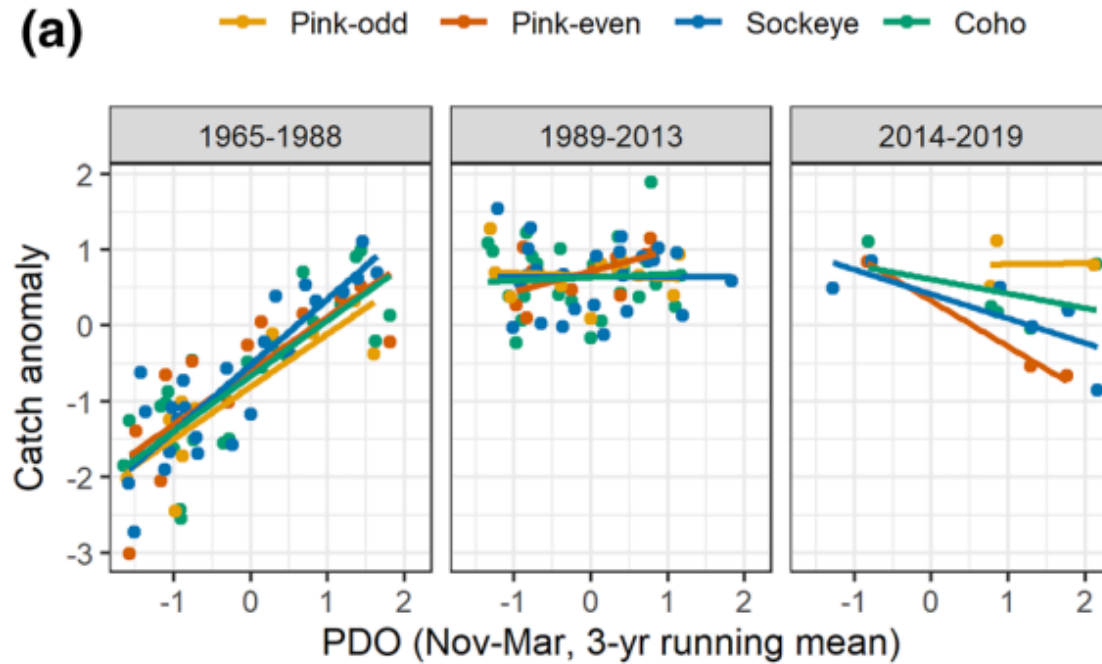 (a)
Pink-odd Pink-even Sockeye Coho
1965-1988 1989-2013 2014-2019
Catch anomaly
2
1
0
-1
-2
-3
-1 0 1 2 -1 0 1 2 -1 0 1 2
PDO (Nov-Mar, 3-yr running mean)